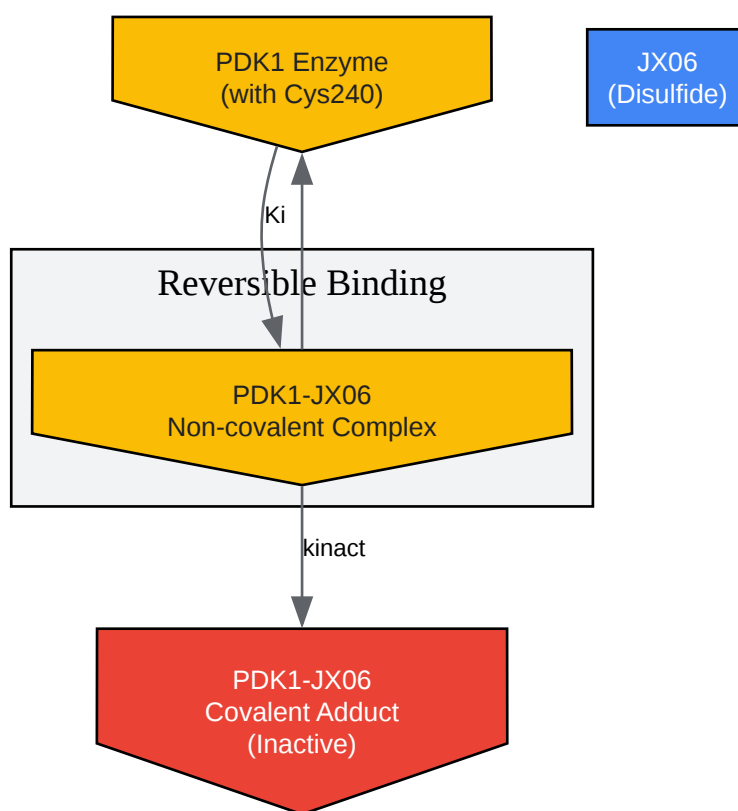 PDK1 Enzyme
(with Cys240)
JX06
(Disulfide)
Ki
Reversible Binding
PDK1-JX06
Non-covalent Complex
kinact
PDK1-JX06
Covalent Adduct
(Inactive)